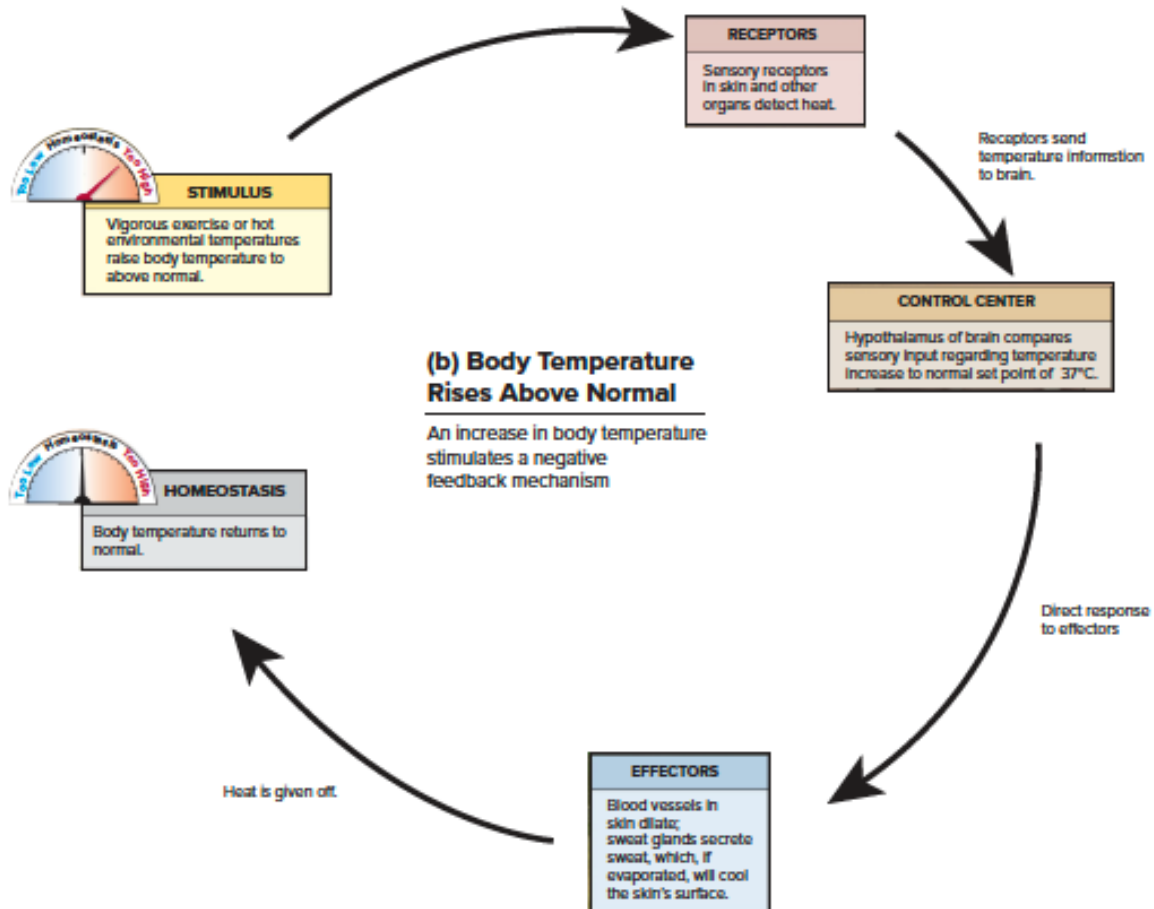 RECEPTORS
Sensory receptors
in skin and other
organs detect heat.
Receptors send
temperature informstion
to brain.
Too Low Homeostasis Too High
STIMULUS
Vigorous exercise or hot
environmental temperatures
raise body temperature to
above normal.
CONTROL CENTER
Hypothalamus of brain compares
sensory input regarding temperature
increase to normal set point of 37°C.
(b) Body Temperature
Rises Above Normal
An increase in body temperature
stimulates a negative
feedback mechanism
Too Low Homeostasis Too High
HOMEOSTASIS
Body temperature returns to
normal.
Direct response
to effectors
Heat is given off.
EFFECTORS
Blood vessels in
skin dilate;
sweat glands secrete
sweat, which, if
evaporated, will cool
the skin's surface.